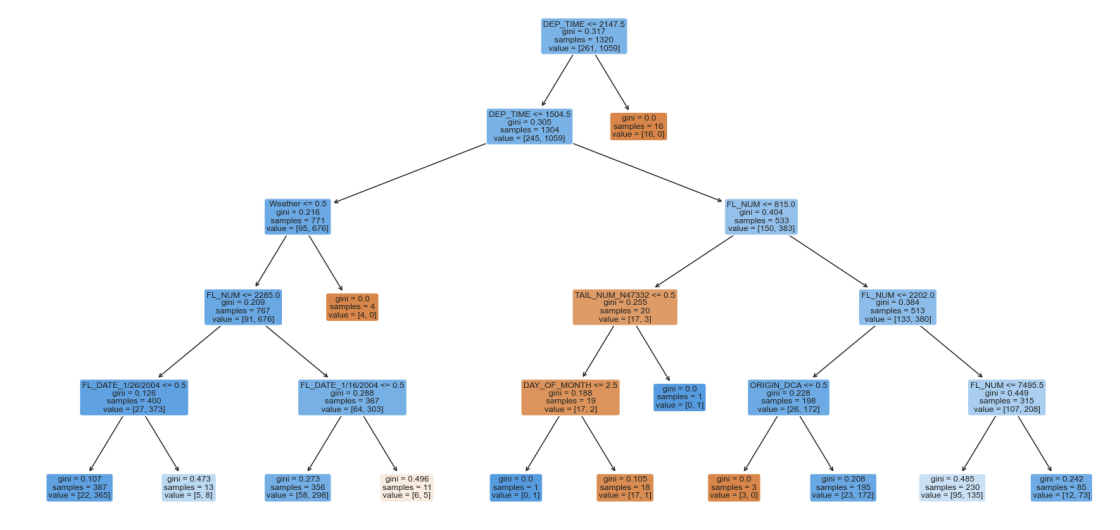 DEP_TIME <= 2147.5
gini = 0.317
samples = 1320
value = [261, 1059]
DEP_TIME <= 1504.5
gini = 0.305
samples = 1304
value = [245, 1059]
gini = 0.0
samples = 16
value = [16, 0]
Weather <= 0.5
gini = 0.216
samples = 771
value = [95, 676]
FL_NUM <= 815.0
gini = 0.404
samples = 533
value = [150, 383]
FL_NUM <= 2285.0
gini = 0.209
samples = 767
value = [91, 676]
gini = 0.0
samples = 4
value = [4, 0]
TAIL_NUM_N47332 <= 0.5
gini = 0.255
samples = 20
value = [17, 3]
FL_NUM <= 2202.0
gini = 0.384
samples = 513
value = [133, 380]
FL_DATE_1/26/2004 <= 0.5
gini = 0.126
samples = 400
value = [27, 373]
FL_DATE_1/16/2004 <= 0.5
gini = 0.288
samples = 367
value = [64, 303]
DAY_OF_MONTH <= 2.5
gini = 0.188
samples = 19
value = [17, 2]
gini = 0.0
samples = 1
value = [0, 1]
ORIGIN_DCA <= 0.5
gini = 0.228
samples = 198
value = [26, 172]
FL_NUM <= 7495.5
gini = 0.449
samples = 315
value = [107, 208]
gini = 0.107
samples = 387
value = [22, 365]
gini = 0.473
samples = 13
value = [5, 8]
gini = 0.273
samples = 356
value = [58, 298]
gini = 0.496
samples = 11
value = [6, 5]
gini = 0.0
samples = 1
value = [0, 1]
gini = 0.105
samples = 18
value = [17, 1]
gini = 0.0
samples = 3
value = [3, 0]
gini = 0.208
samples = 195
value = [23, 172]
gini = 0.485
samples = 230
value = [95, 135]
gini = 0.242
samples = 85
value = [12, 73]